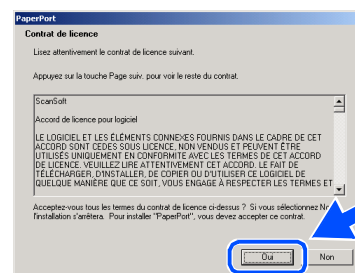 PaperPort
Contrat de licence
Lisez attentivement le contrat de licence suivant.
Appuyez sur la touche Page suiv. pour voir le reste du contrat.
ScanSoft
Accord de licence pour logiciel
LE LOGICIEL ET LES ÉLÉMENTS CONNEXES FOURNIS DANS LE CADRE DE CET
ACCORD SONT CEDES SOUS LICENCE, NON VENDUS ET PEUVENT ÊTRE
UTILISÉS UNIQUEMENT EN CONFORMITE AVEC LES TERMES DE CET ACCORD
DE LICENCE. VEUILLEZ LIRE ATTENTIVEMENT CET ACCORD. LE FAIT DE
TÉLÉCHARGER, D'INSTALLER, DE COPIER OU D'UTILISER CE LOGICIEL DE
QUELQUE MANIÈRE QUE CE SOIT, VOUS ENGAGE À RESPECTER LES TERMES ET
Acceptez-vous tous les termes du contrat de licence ci-dessus ? Si vous sélectionnez
l'installation s'arrêtera. Pour installer "PaperPort", vous devez accepter ce contrat.
Oui
Non